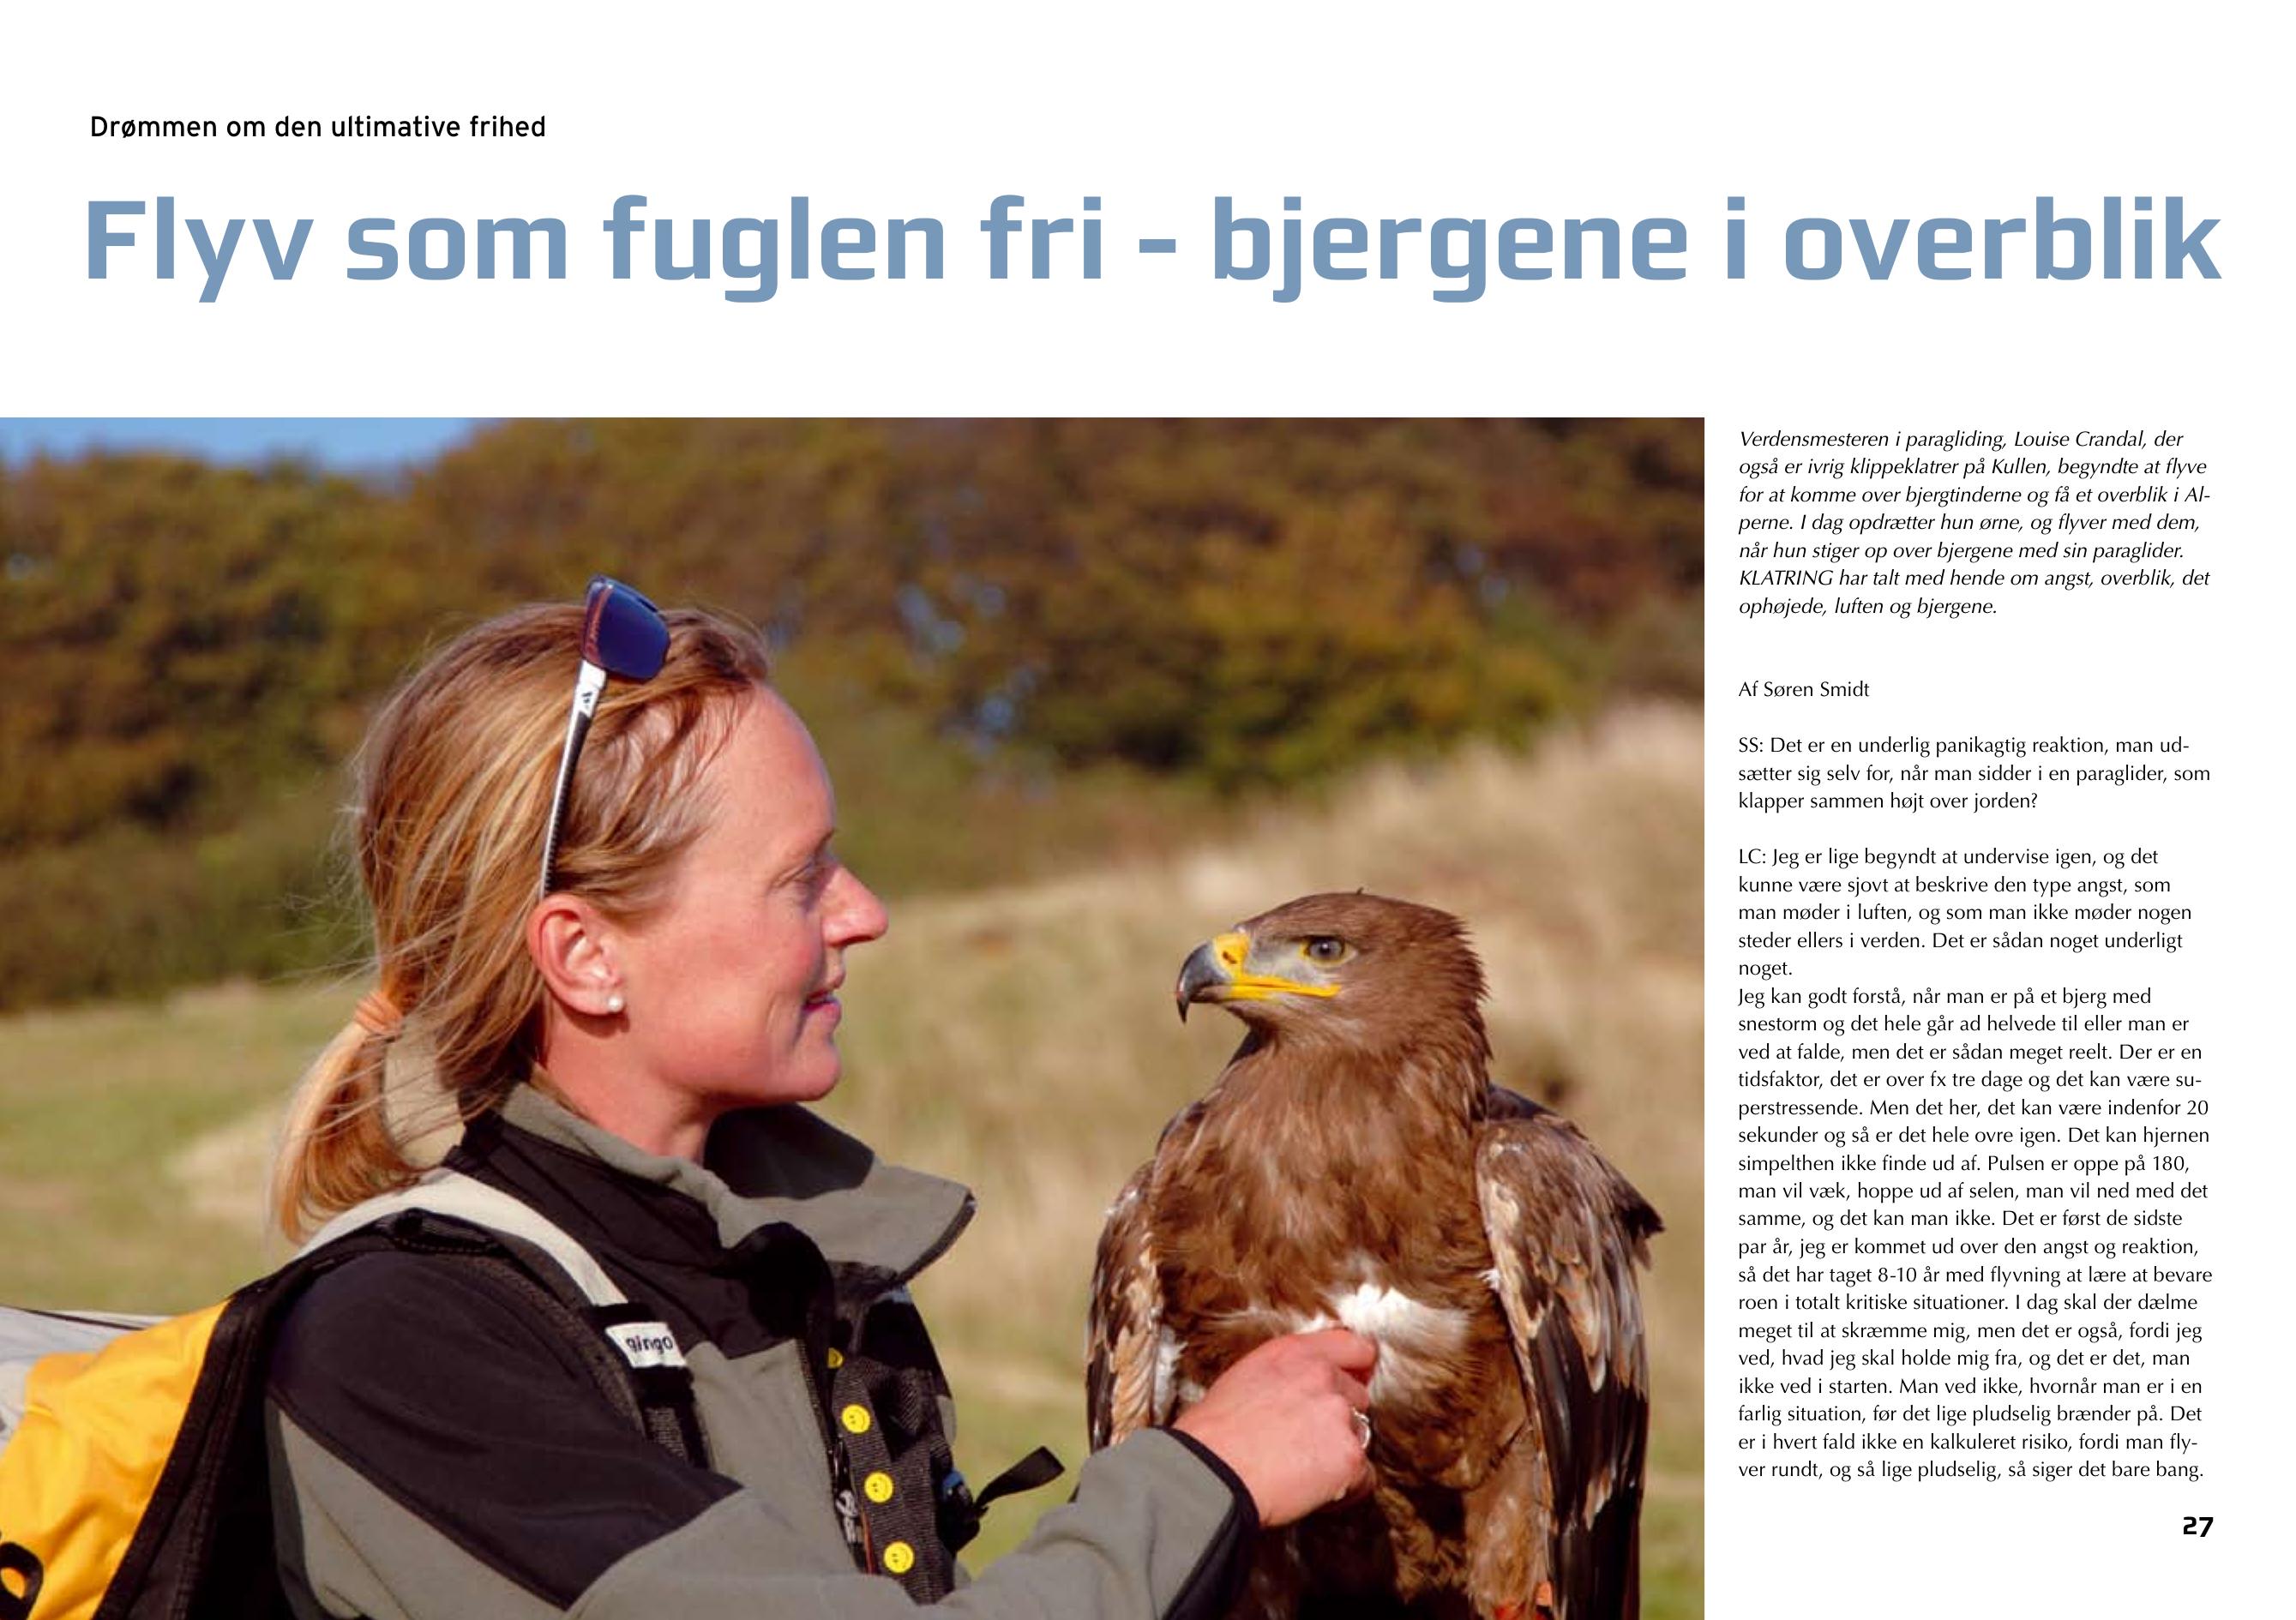 Drømmen om den ultimative frihed
Flyv som fuglen fri - bjergene i overblik
Verdensmesteren i paragliding, Louise Crandal, der
også er ivrig klippeklatrer på Kullen, begyndte at flyve
for at komme over bjergtinderne og få et overblik i Al-
perne. I dag opdrætter hun ørne, og flyver med dem,
når hun stiger op over bjergene med sin paraglider.
KLATRING har talt med hende om angst, overblik, det
ophøjede, luften og bjergene.
Af Søren Smidt
SS: Det er en underlig panikagtig reaktion, man ud-
sætter sig selv for, når man sidder i en paraglider, som
klapper sammen højt over jorden?
LC: Jeg er lige begyndt at undervise igen, og det
kunne være sjovt at beskrive den type angst, som
man møder i luften, og som man ikke møder nogen
steder ellers i verden. Det er sådan noget underligt
noget.
Jeg kan godt forstå, når man er på et bjerg med
snestorm og det hele går ad helvede til eller man er
ved at falde, men det er sådan meget reelt. Der er en
tidsfaktor, det er over fx tre dage og det kan være su-
perstressende. Men det her, det kan være indenfor 20
sekunder og så er det hele ovre igen. Det kan hjernen
simpelthen ikke finde ud af. Pulsen er oppe på 180,
man vil væk, hoppe ud af selen, man vil ned med det
samme, og det kan man ikke. Det er først de sidste
par år, jeg er kommet ud over den angst og reaktion,
så det har taget 8-10 år med flyvning at lære at bevare
roen i totalt kritiske situationer. I dag skal der dælme
meget til at skræmme mig, men det er også, fordi jeg
ved, hvad jeg skal holde mig fra, og det er det, man
ikke ved i starten. Man ved ikke, hvornår man er i en
farlig situation, før det lige pludselig brænder på. Det
er i hvert fald ikke en kalkuleret risiko, fordi man fly-
ver rundt, og så lige pludselig, så siger det bare bang.
gingo
27